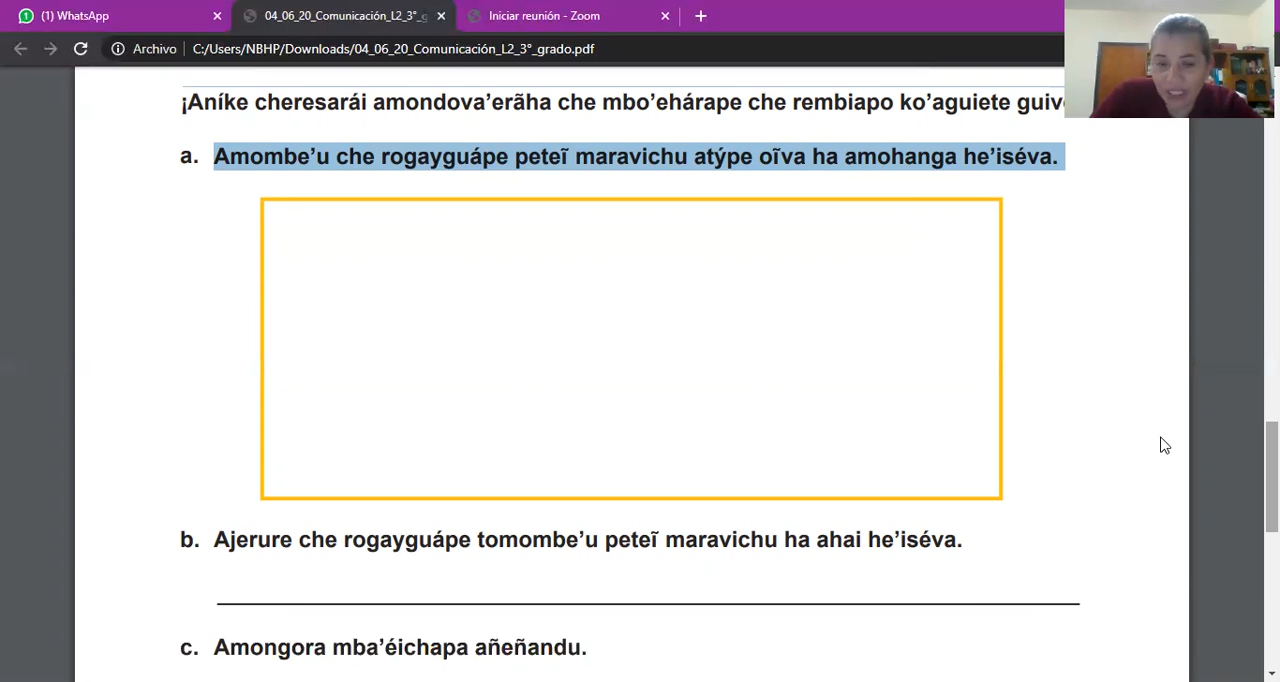 (1) WhatsApp
04_06_20_Comunicación_L2_3°_g
Iniciar reunión - Zoom
Archivo
C:/Users/NBHP/Downloads/04_06_20_Comunicación_L2_3°_grado.pdf
¡Aníke cheresarái amondova’erãha che mbo’ehárape che rembiapo ko’aguiete guive
a. Amombe’u che rogayguápe peteĩ maravichu atýpe oĩva ha amohanga he’iséva.
b. Ajerure che rogayguápe tomombe’u peteĩ maravichu ha ahai he’iséva.
c. Amongora mba’éichapa añeñandu.